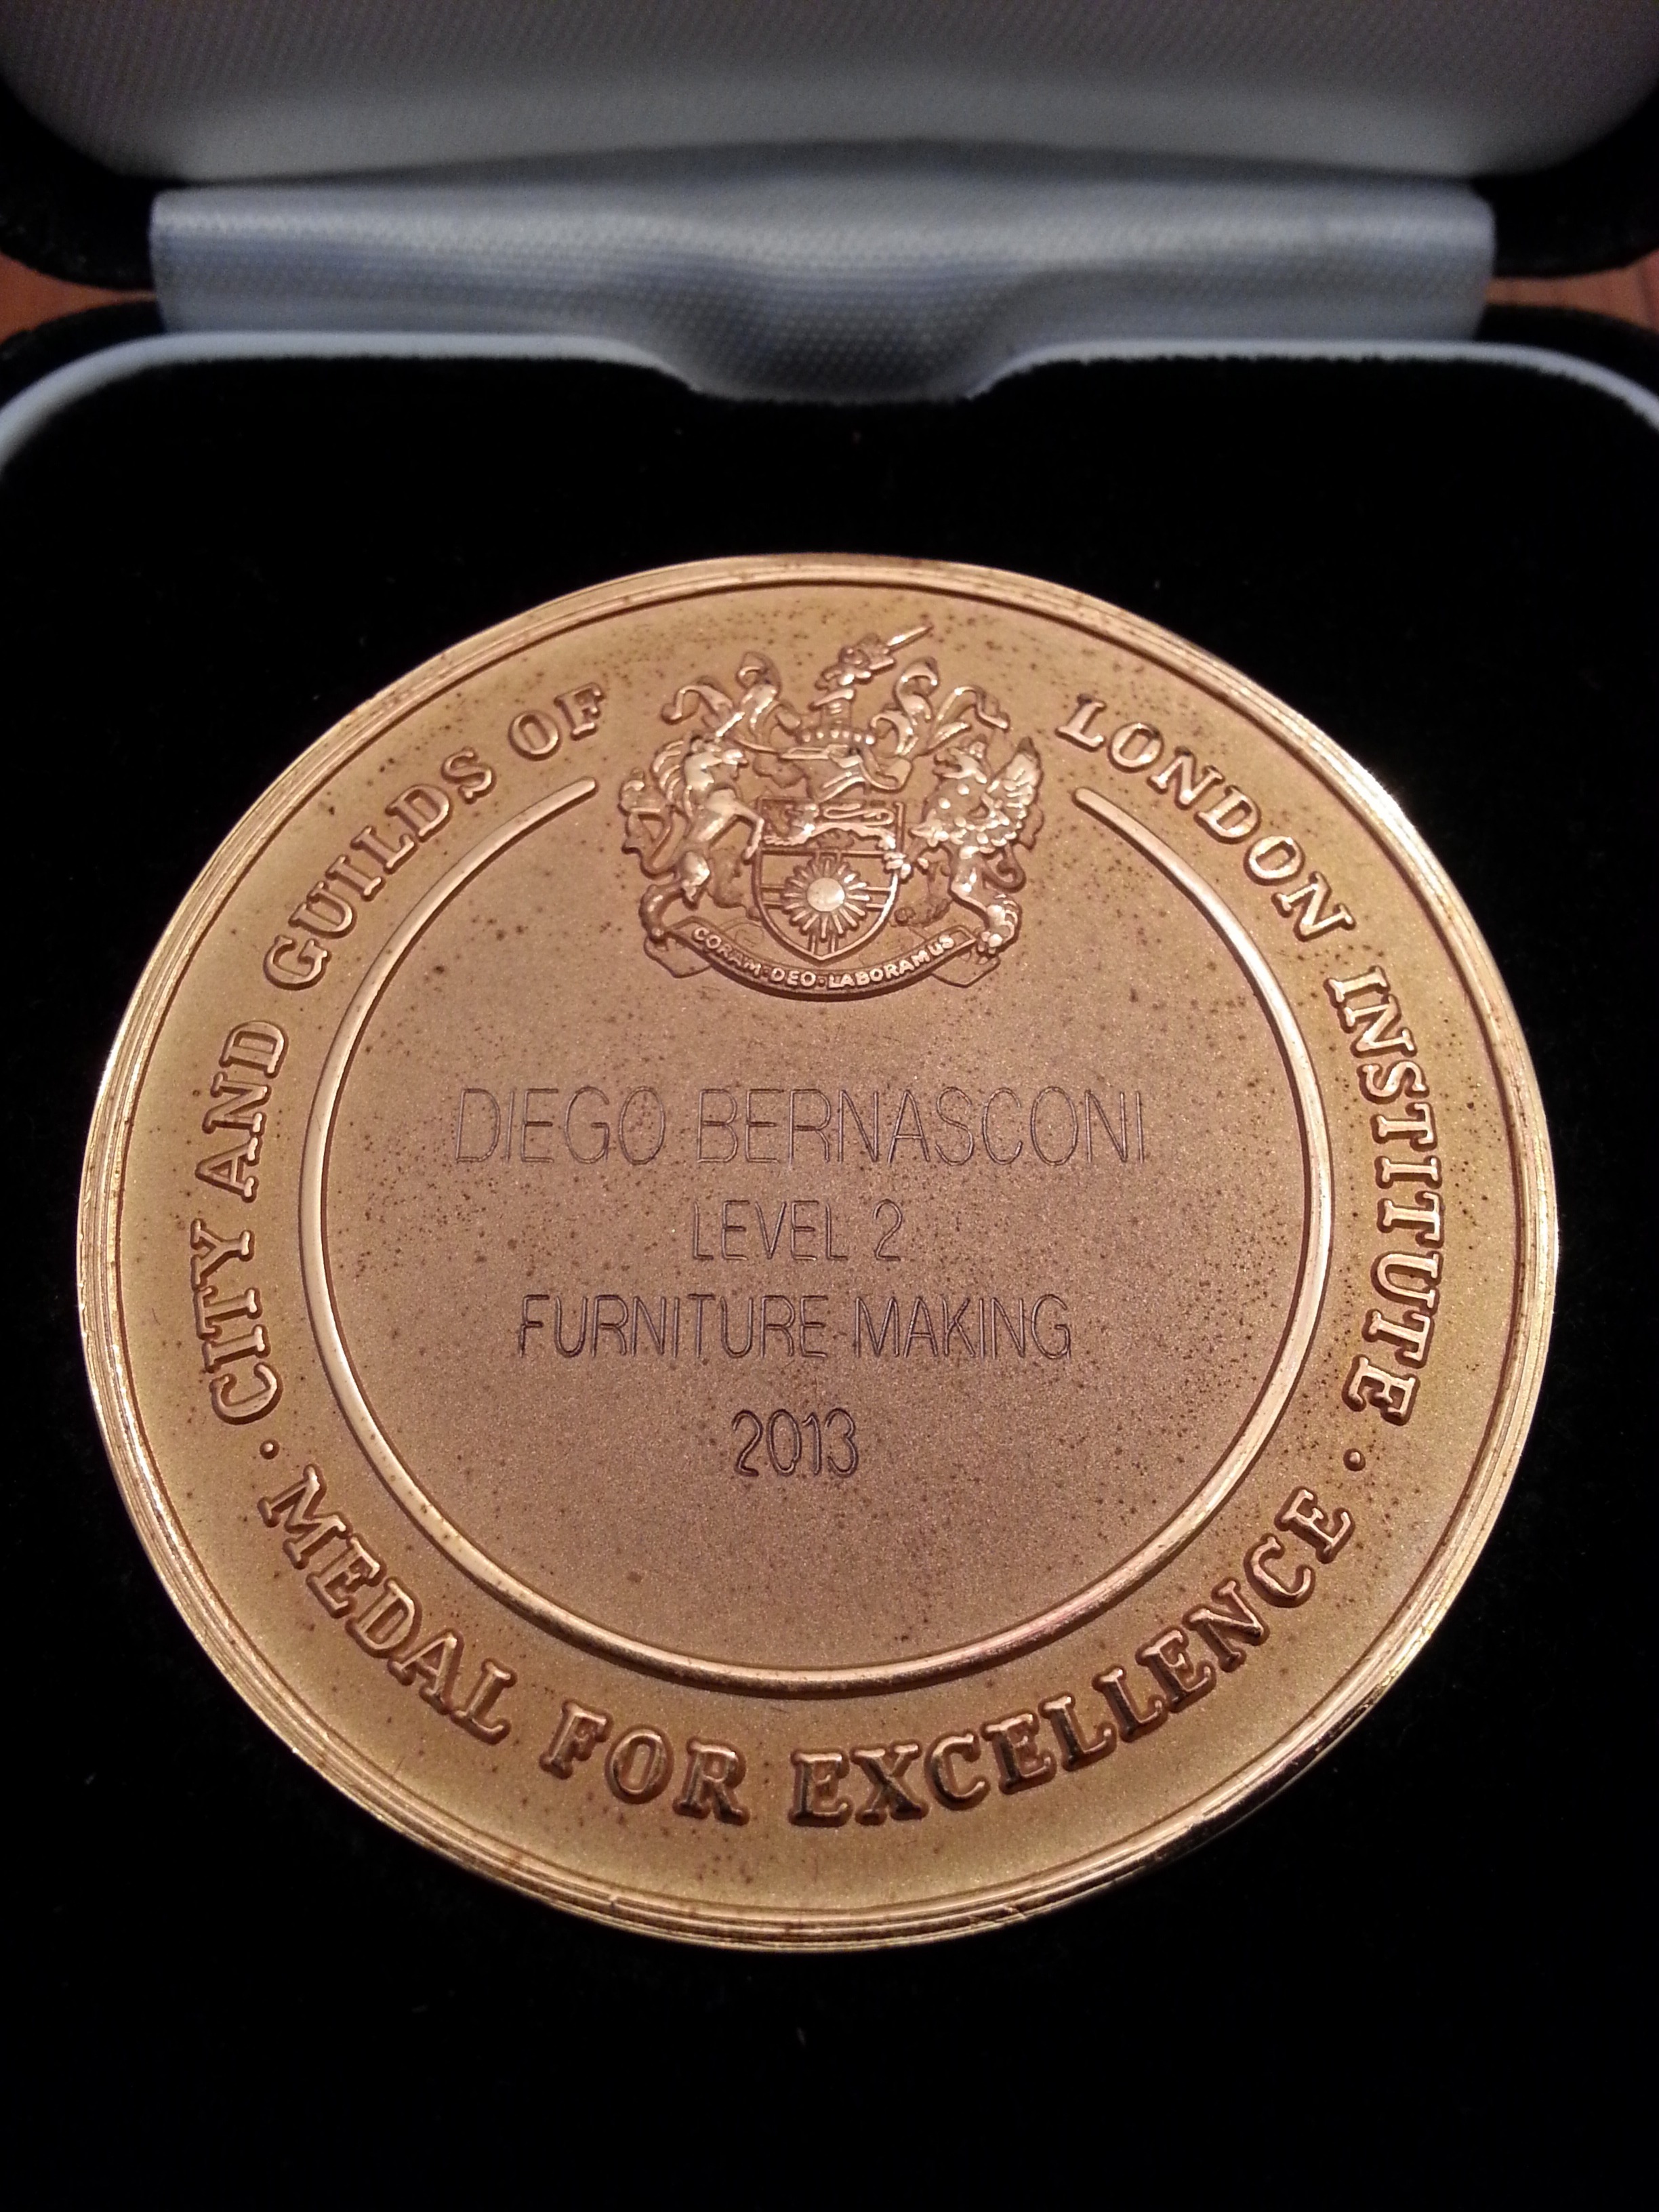 CITY AND GUILDS OF LONDON INSTITUTE
CORAM·DEO·LABORAMUS
DIEGO BERNASCONI
LEVEL 2
FURNITURE MAKING
2013
· MEDAL FOR EXCELLENCE ·